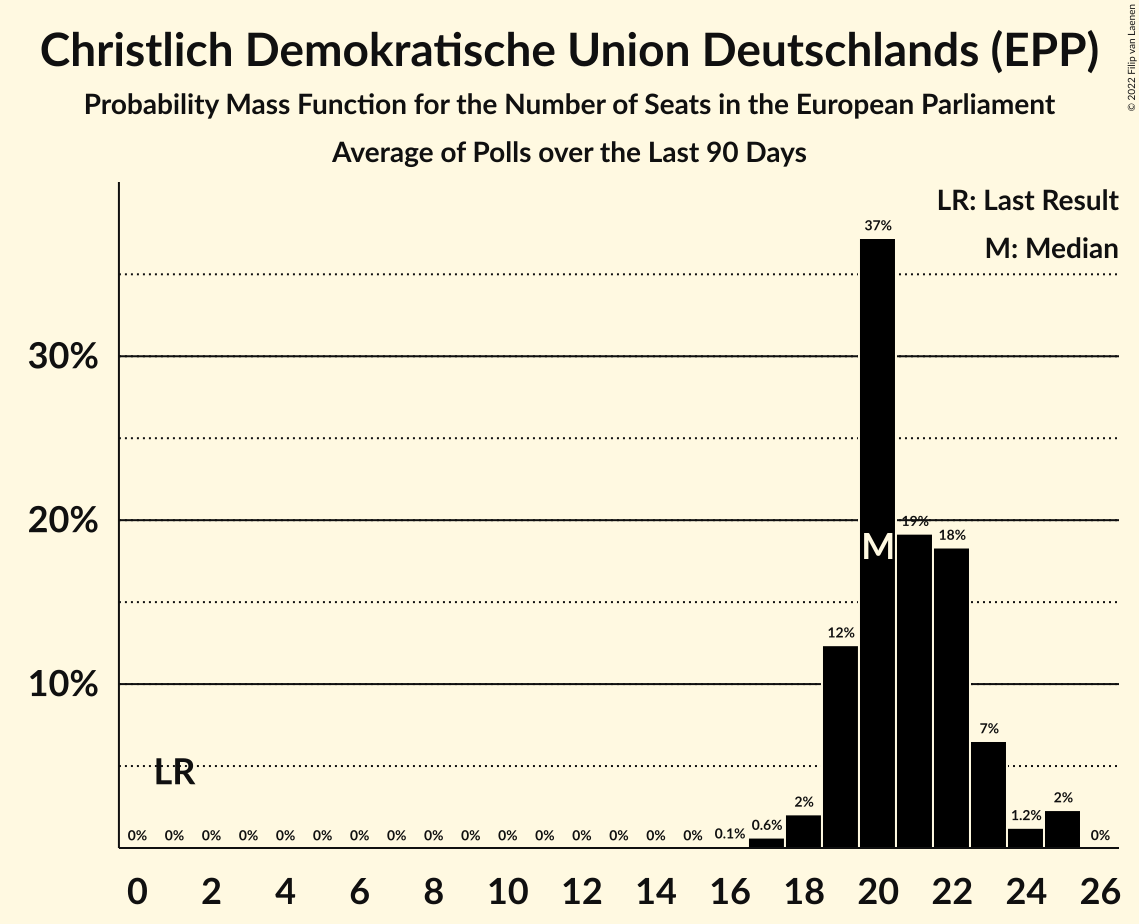 Christlich Demokratische Union Deutschlands (EPP)
Probability Mass Function for the Number of Seats in the European Parliament
Average of Polls over the Last 90 Days
© 2022 Filip van Laenen
LR: Last Result
M: Median
37%
30%
20%
19%
18%
M
12%
10%
7%
LR
2%
2%
1.2%
0.6%
0% 0% 0% 0% 0% 0% 0% 0% 0% 0% 0% 0% 0% 0% 0% 0% 0.1% 0%
0 2 4 6 8 10 12 14 16 18 20 22 24 26